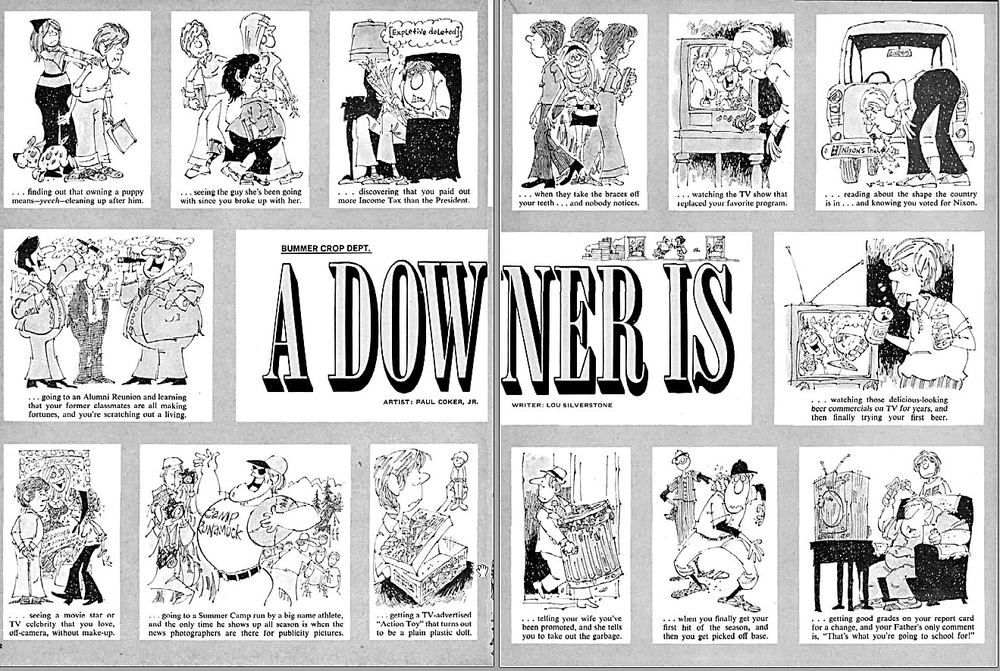 [Expletive deleted]
. . . finding out that owning a puppy
means—yecch—cleaning up after him.
. . . seeing the guy she's been going
with since you broke up with her.
. . . discovering that you paid out
more Income Tax than the President.
. . . when they take the braces off
your teeth . . . and nobody notices.
. . . watching the TV show that
replaced your favorite program.
NIXON'S
. . . reading about the shape the country
is in . . . and knowing you voted for Nixon.
. . . going to an Alumni Reunion and learning
that your former classmates are all making
fortunes, and you're scratching out a living.
BUMMER CROP DEPT.
A DOWNER IS
ARTIST: PAUL COKER, JR.
WRITER: LOU SILVERSTONE
. . . watching those delicious-looking
beer commercials on TV for years, and
then finally trying your first beer.
. . . seeing a movie star or
TV celebrity that you love,
off-camera, without make-up.
CAMP
RUNAMUCK
. . . going to a Summer Camp run by a big name athlete,
and the only time he shows up all season is when the
news photographers are there for publicity pictures.
. . . getting a TV-advertised
"Action Toy" that turns out
to be a plain plastic doll.
. . . telling your wife you've
been promoted, and she tells
you to take out the garbage.
. . . when you finally get your
first hit of the season, and
then you get picked off base.
. . . getting good grades on your report card
for a change, and your Father's only comment
is, "That's what you're going to school for!"